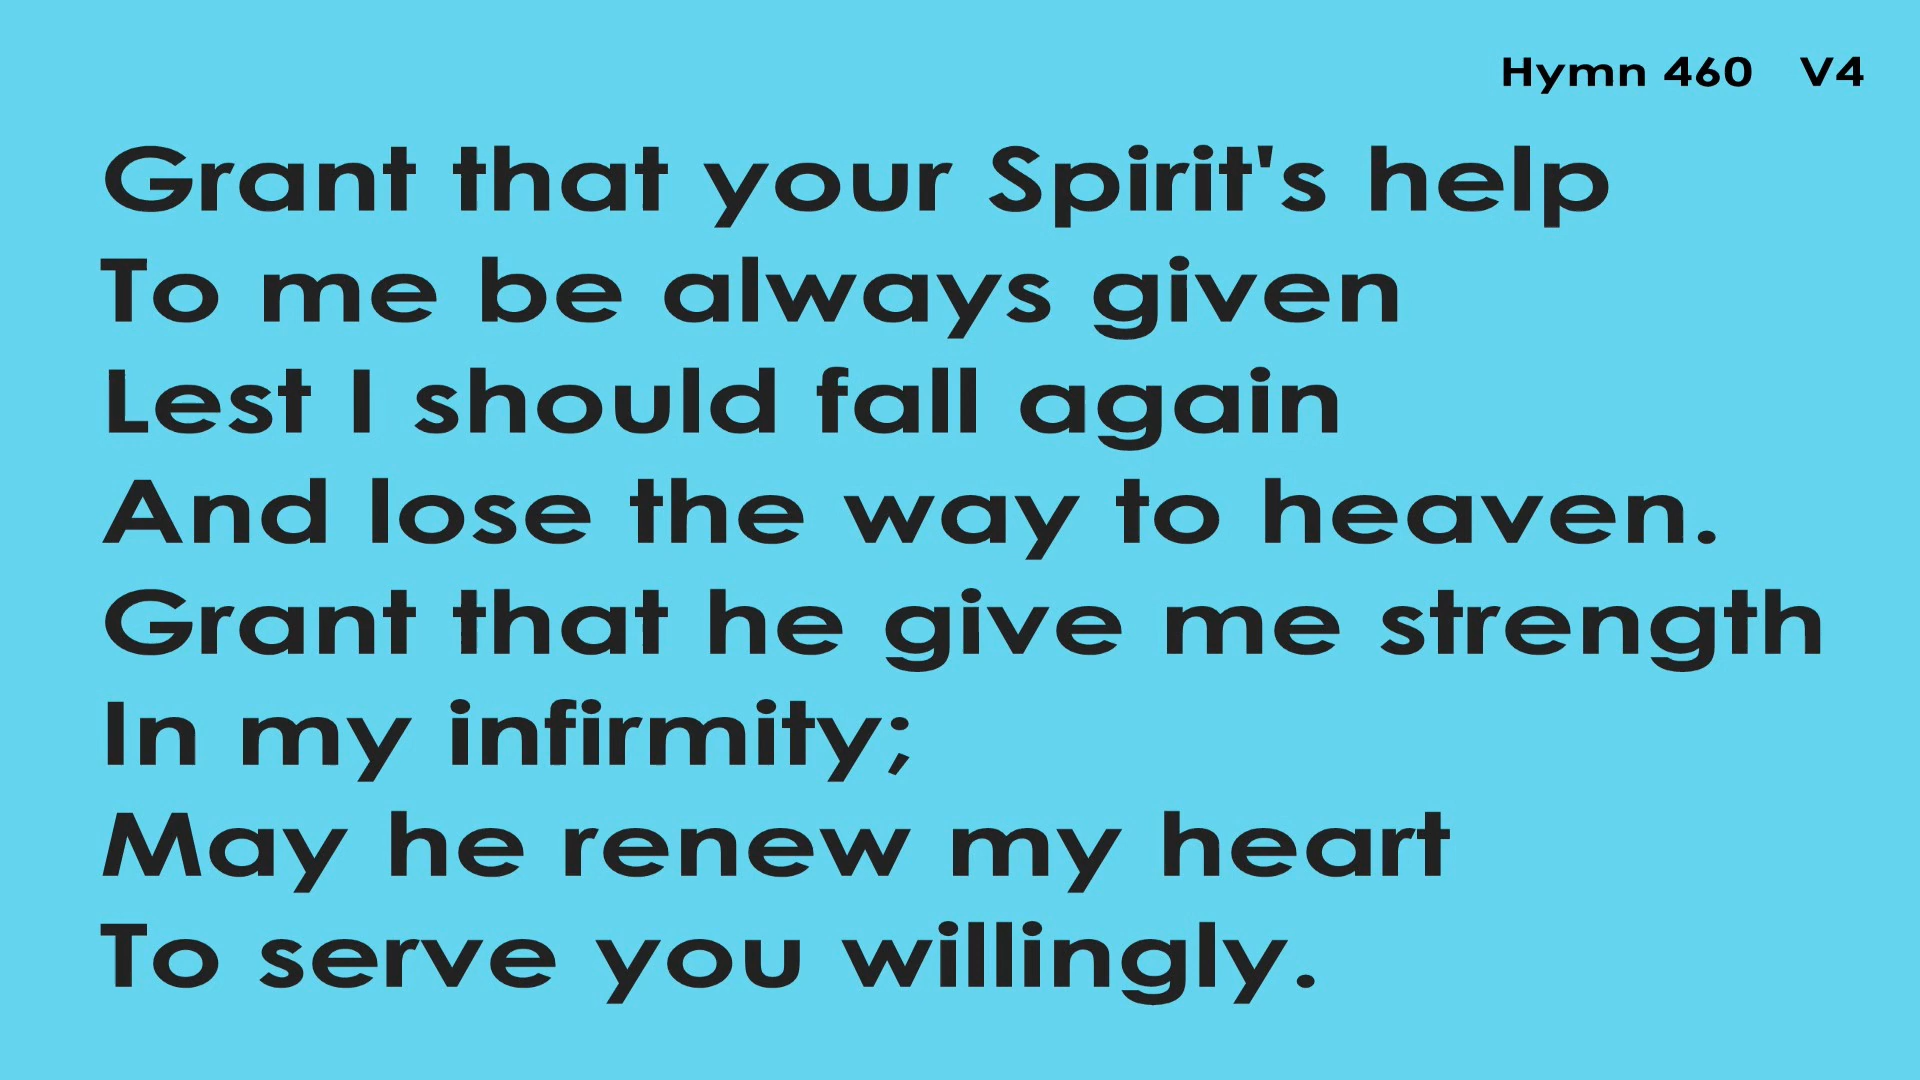 Hymn 460 V4
Grant that your Spirit's help
To me be always given
Lest I should fall again
And lose the way to heaven.
Grant that he give me strength
In my infirmity;
May he renew my heart
To serve you willingly.